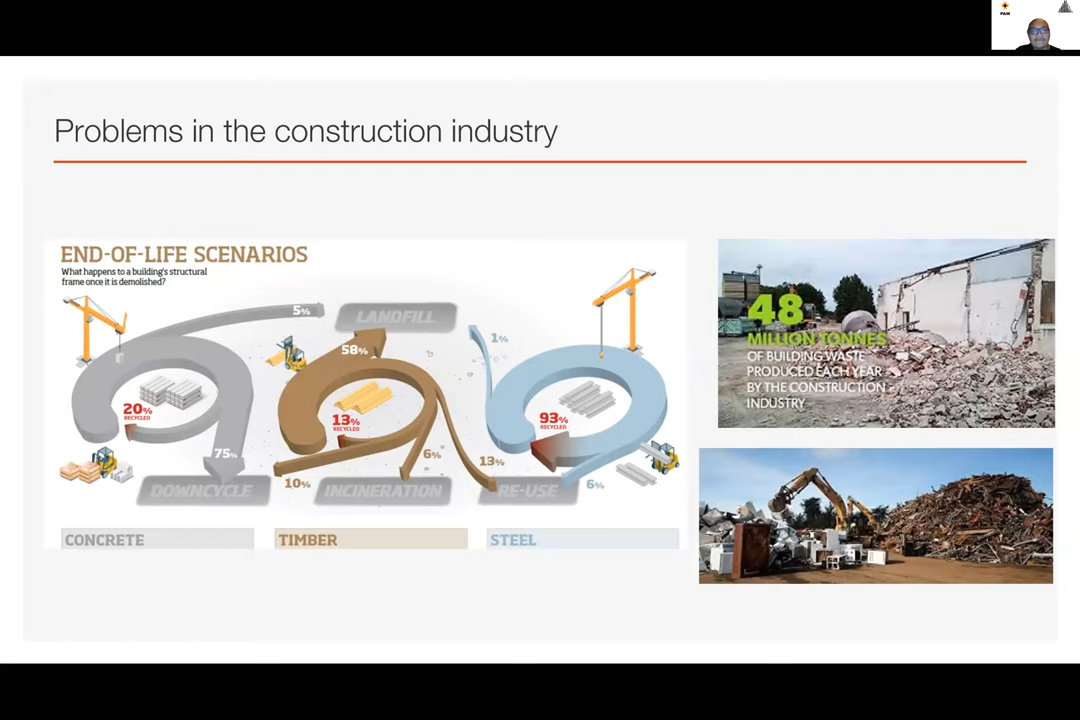 PAM
Problems in the construction industry
END-OF-LIFE SCENARIOS
What happens to a building's structural
frame once it is demolished?
5%
LANDFILL
58%
1%
20%
RECYCLED
13%
RECYCLED
93%
RECYCLED
75%
6%
13%
10%
6%
DOWNCYCLE
INCINERATION
RE-USE
CONCRETE
TIMBER
STEEL
48
MILLION TONNES
OF BUILDING WASTE
PRODUCED EACH YEAR
BY THE CONSTRUCTION
INDUSTRY